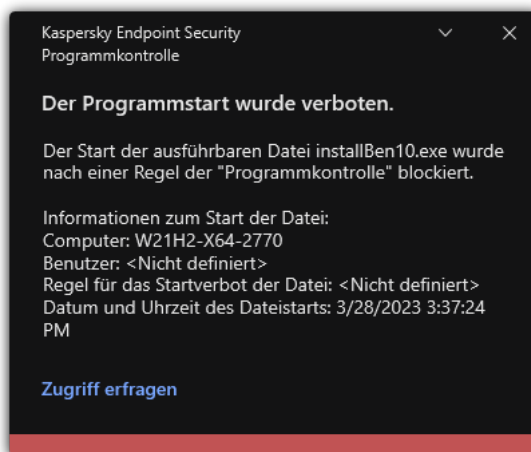 Kaspersky Endpoint Security
Programmkontrolle
Der Programmstart wurde verboten.
Der Start der ausführbaren Datei installBen10.exe wurde
nach einer Regel der "Programmkontrolle" blockiert.
Informationen zum Start der Datei:
Computer: W21H2-X64-2770
Benutzer: <Nicht definiert>
Regel für das Startverbot der Datei: <Nicht definiert>
Datum und Uhrzeit des Dateistarts: 3/28/2023 3:37:24
PM
Zugriff erfragen